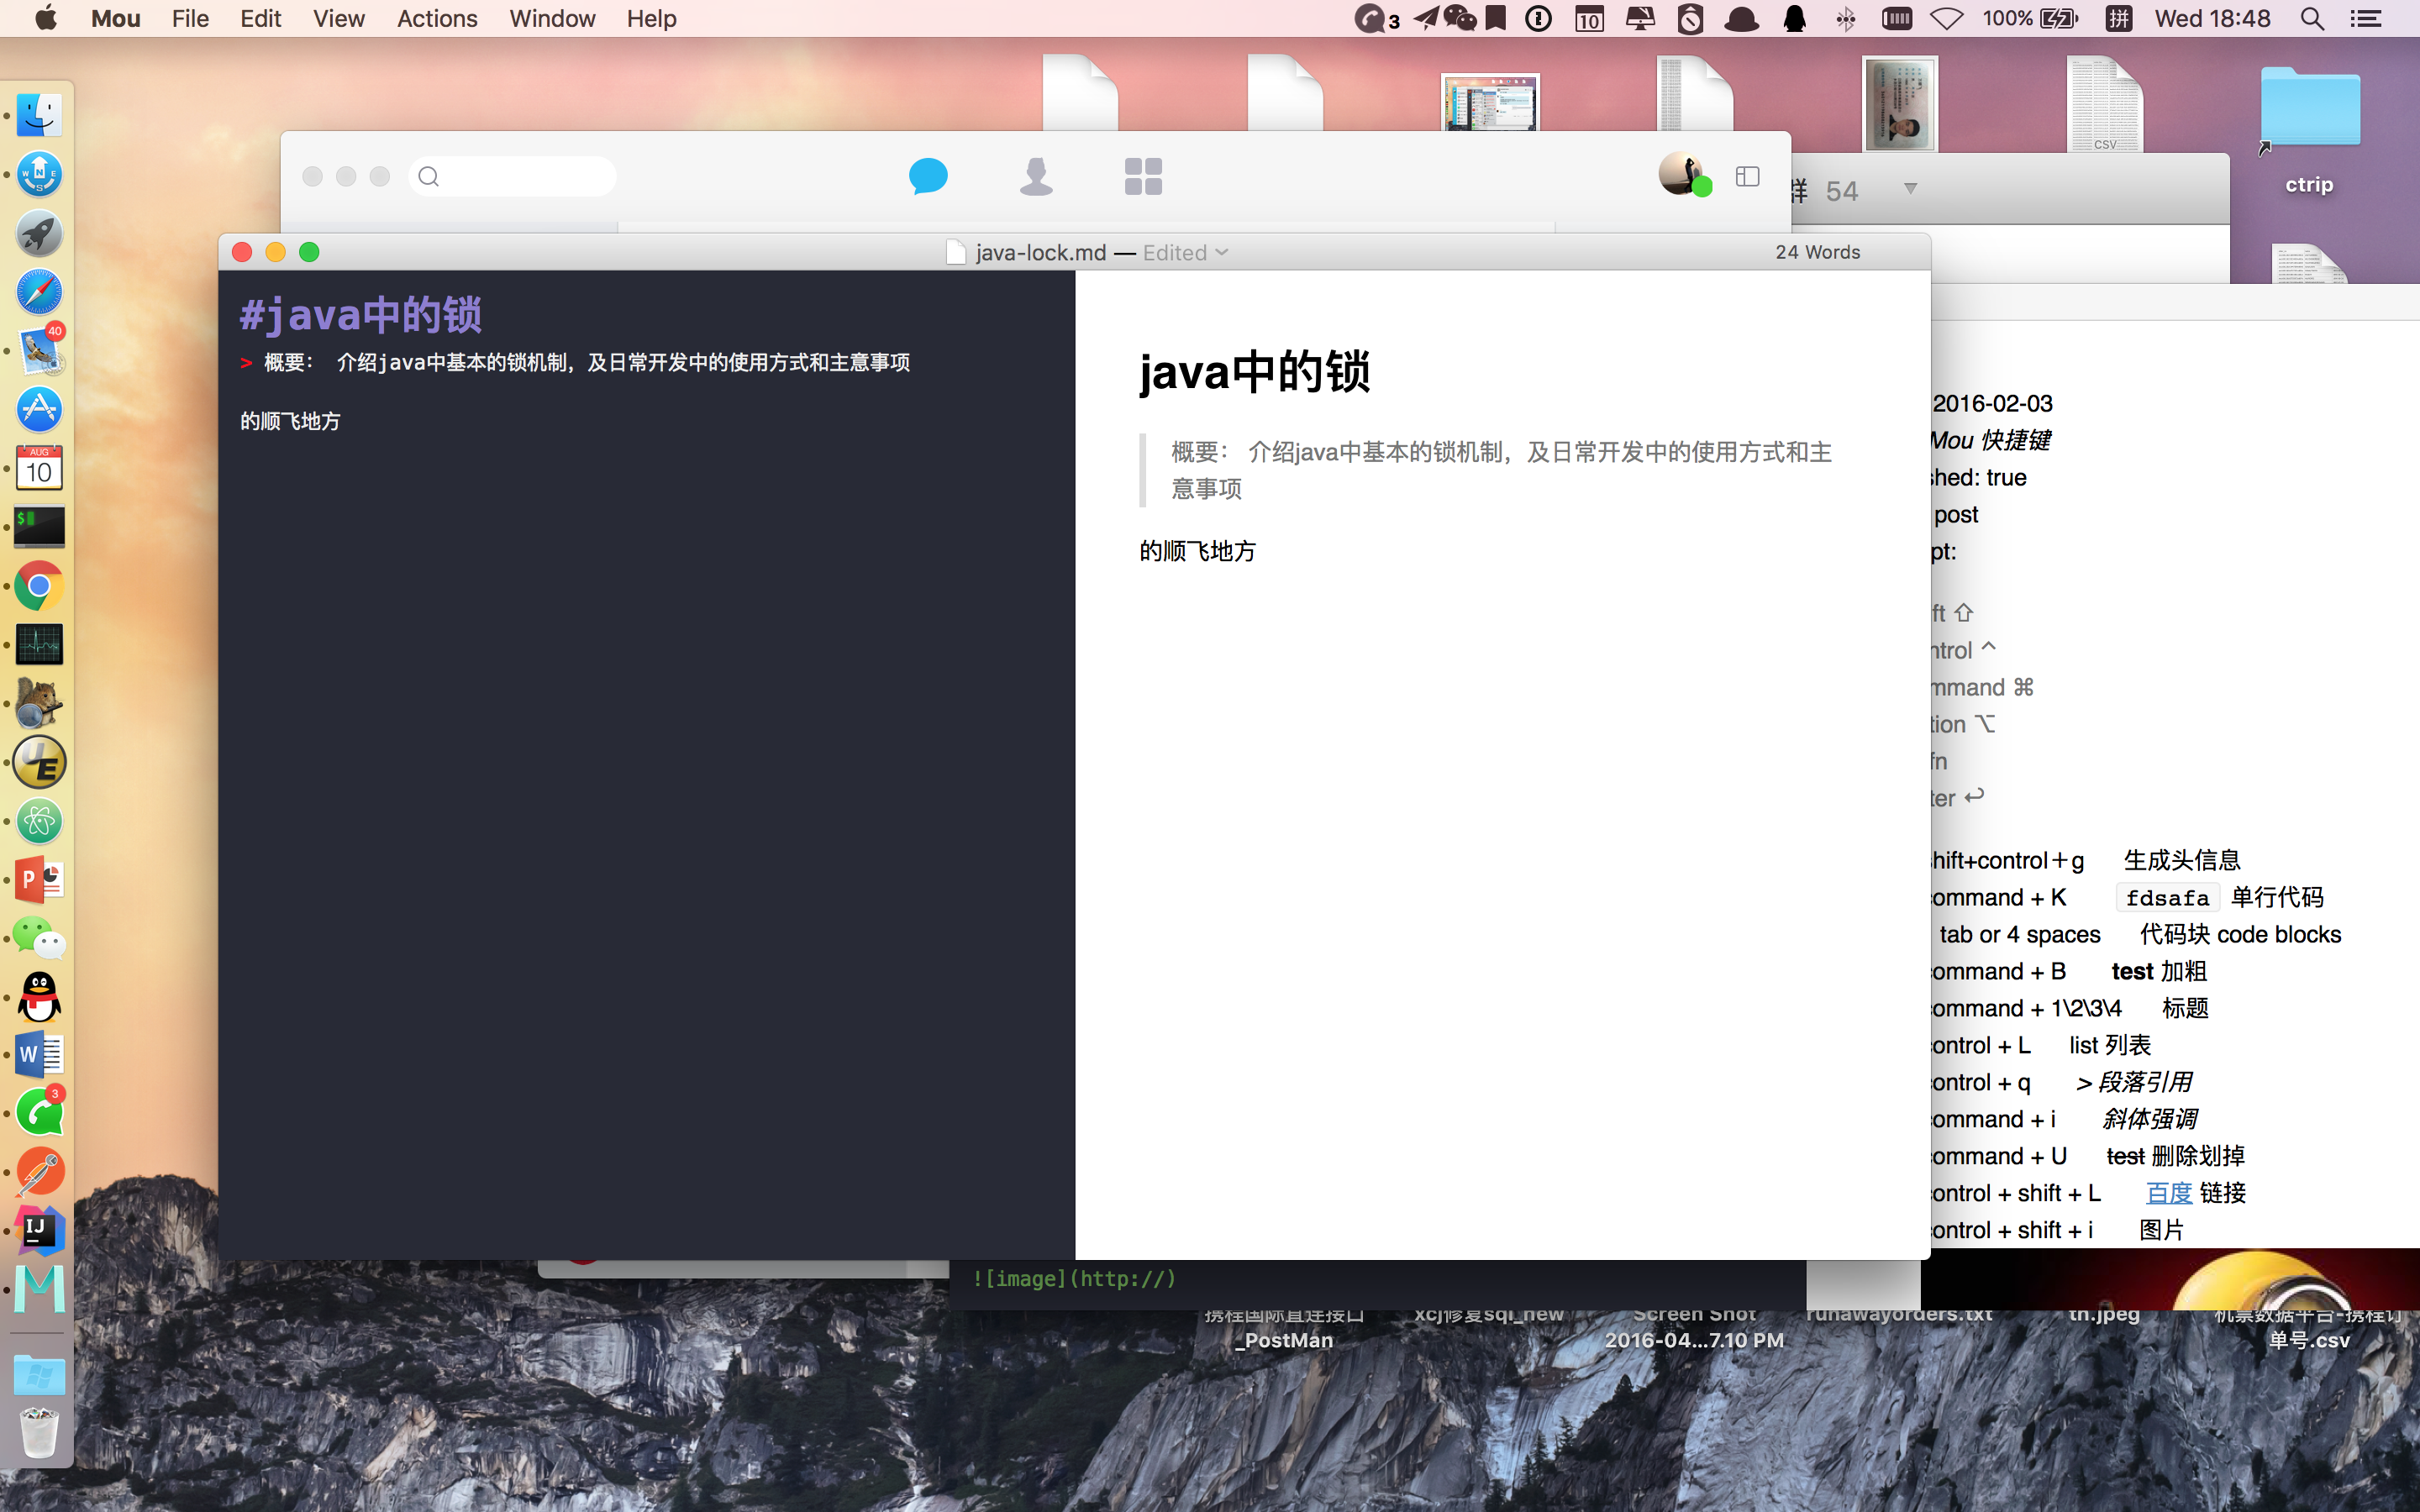 Mou File Edit View Actions Window Help
3
10
100%
拼
Wed 18:48
CSV
ctrip
群 54
java-lock.md — Edited
24 Words
#java中的锁
> 概要： 介绍java中基本的锁机制，及日常开发中的使用方式和主意事项
的顺飞地方
java中的锁
概要： 介绍java中基本的锁机制，及日常开发中的使用方式和主
意事项
的顺飞地方
2016-02-03
Mou 快捷键
hed: true
post
pt:
ft ⇧
ntrol ^
mmand ⌘
tion ⌥
fn
ter ↩
hift+control＋g 生成头信息
ommand + K fdsafa 单行代码
tab or 4 spaces 代码块 code blocks
ommand + B test 加粗
ommand + 1\2\3\4 标题
ontrol + L list 列表
ontrol + q > 段落引用
ommand + i 斜体强调
ommand + U test 删除划掉
ontrol + shift + L 百度 链接
ontrol + shift + i 图片
![image](http://)
携程国际直连接口
_PostMan
xcj修复sql_new
Screen Shot
2016-04...7.10 PM
runawayorders.txt
th.jpeg
机票数据平台-携程订
单号.csv
40
AUG
10
$
UE
P
W
3
IJ
M